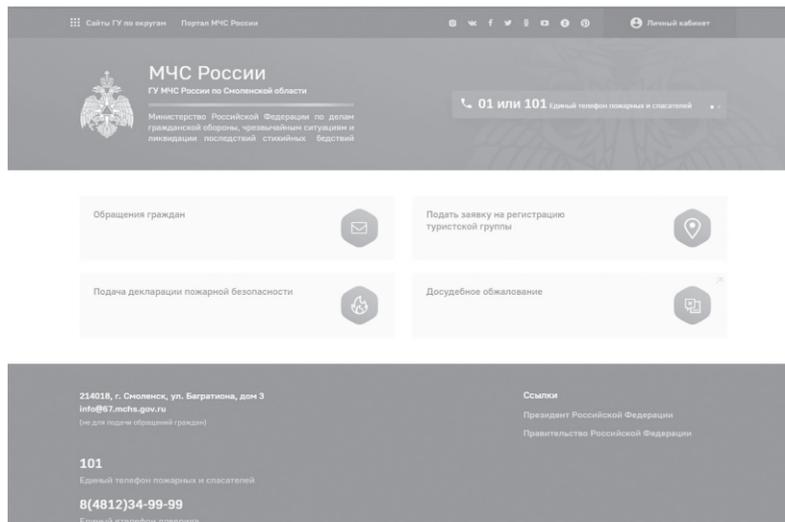 Сайты ГУ по округам Портал МЧС России
Личный кабинет
МЧС России
ГУ МЧС России по Смоленской области
Министерство Российской Федерации по делам
гражданской обороны, чрезвычайным ситуациям и
ликвидации последствий стихийных бедствий
01 или 101 Единый телефон пожарных и спасателей
Обращения граждан
Подать заявку на регистрацию
туристской группы
Подача декларации пожарной безопасности
Досудебное обжалование
214018, г. Смоленск, ул. Багратиона, дом 3
info@67.mchs.gov.ru
(не для подачи обращений граждан)
101
Единый телефон пожарных и спасателей
8(4812)34-99-99
Ссылки
Президент Российской Федерации
Правительство Российской Федерации